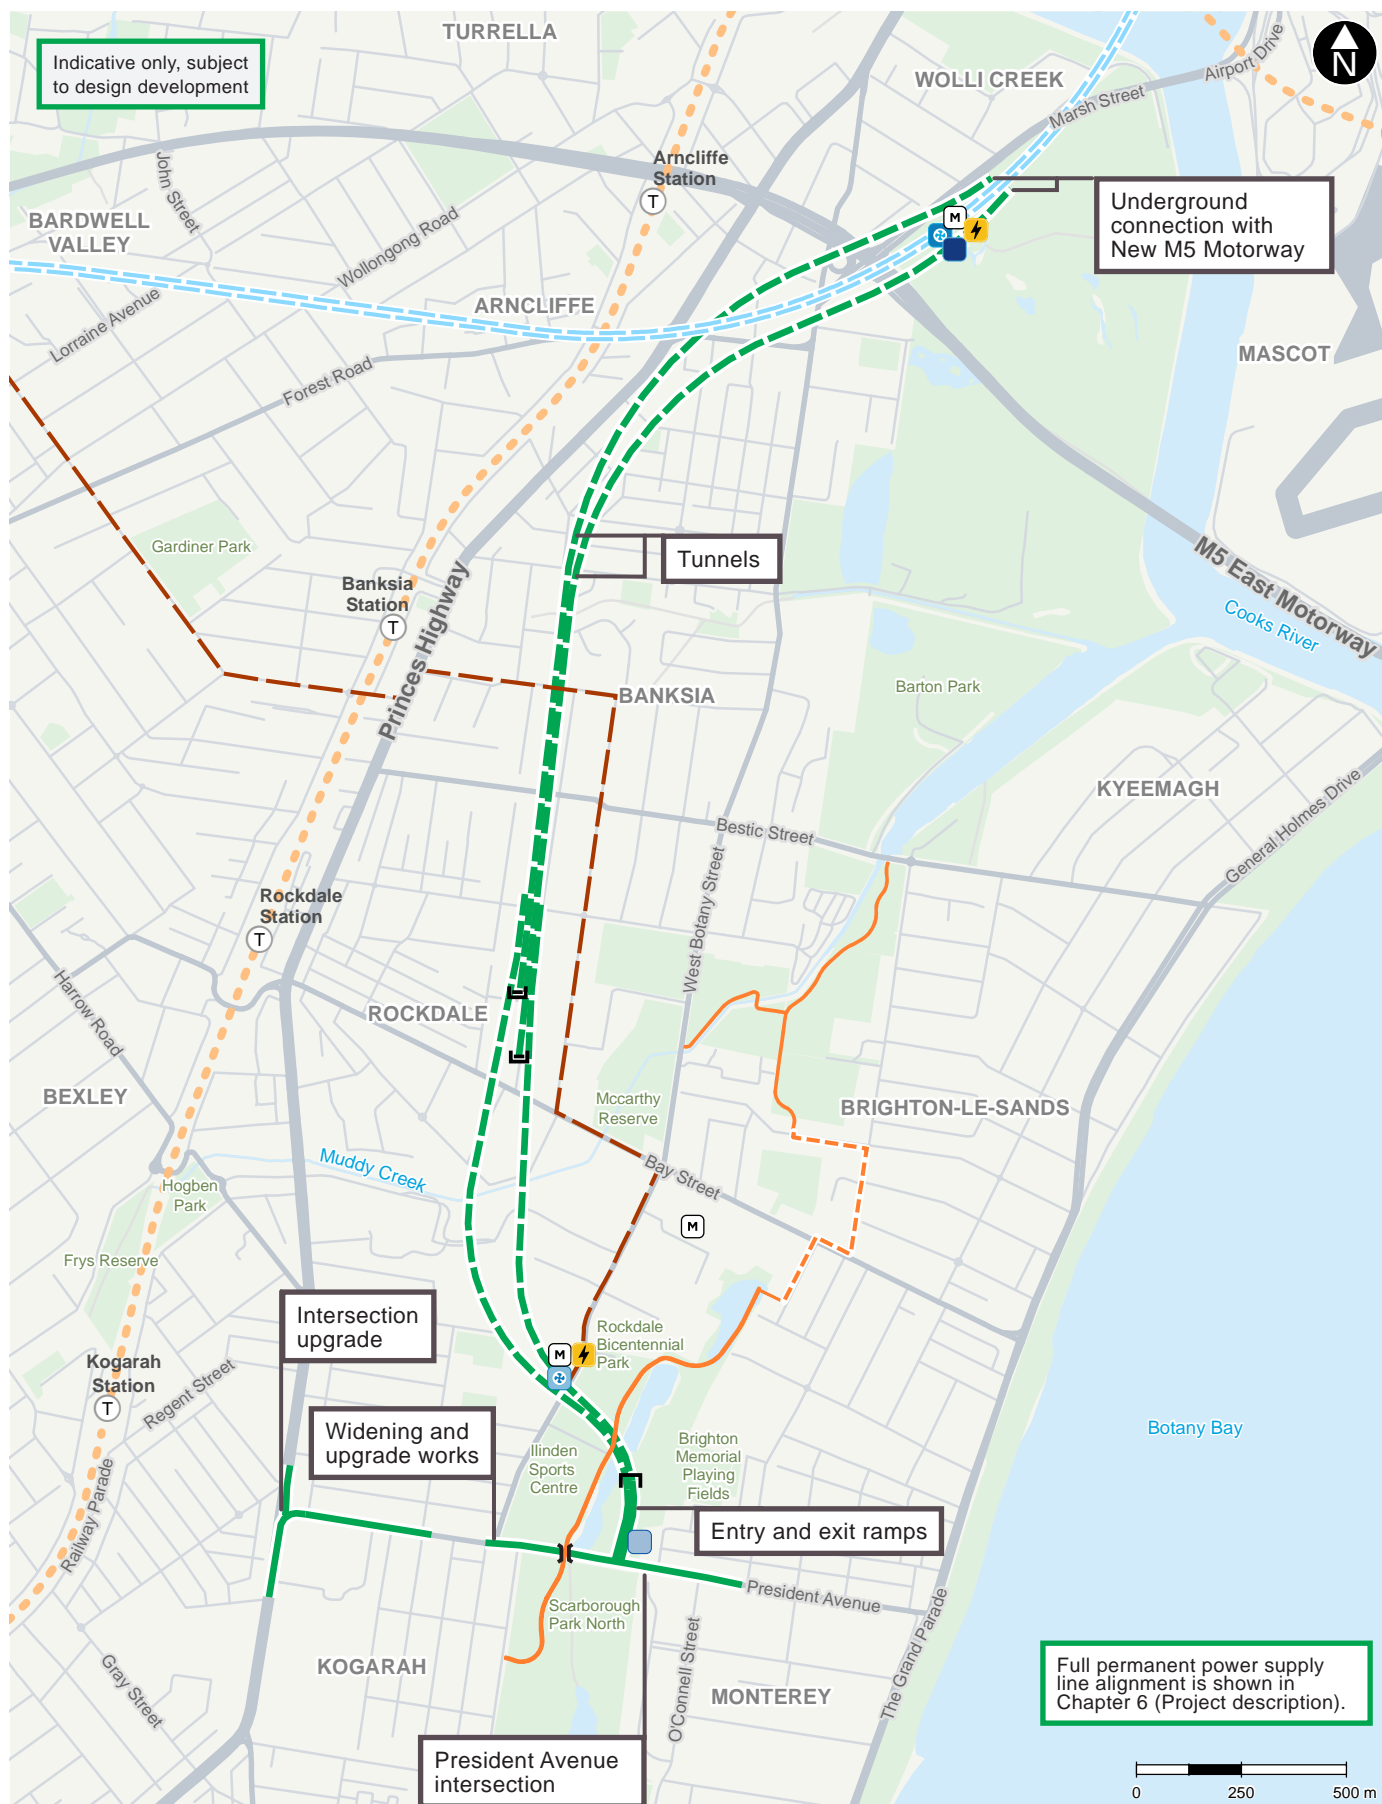 TURRELLA
Indicative only, subject
to design development
WOLLI CREEK
Airport Drive
Marsh Street
N
John Street
Arncliffe
Station
T
BARDWELL
VALLEY
Wollongong Road
M
Underground
connection with
New M5 Motorway
Lorraine Avenue
ARNCLIFFE
MASCOT
Forest Road
Gardiner Park
Tunnels
M5 East Motorway
Banksia
Station
T
Princes Highway
Cooks River
BANKSIA
Barton Park
KYEEMAGH
General Holmes Drive
Bestic Street
West Botany Street
Rockdale
Station
T
Harrow Road
ROCKDALE
BEXLEY
Mccarthy
Reserve
BRIGHTON-LE-SANDS
Muddy Creek
Bay Street
Hogben
Park
M
Frys Reserve
Intersection
upgrade
Rockdale
Bicentennial
Park
M
Kogarah
Station
T
Regent Street
Widening and
upgrade works
Ilinden
Sports
Centre
Brighton
Memorial
Playing
Fields
Botany Bay
Railway Parade
Entry and exit ramps
President Avenue
Scarborough
Park North
The Grand Parade
O'Connell Street
Gray Street
KOGARAH
MONTEREY
Full permanent power supply
line alignment is shown in
Chapter 6 (Project description).
President Avenue
intersection
0 250 500 m